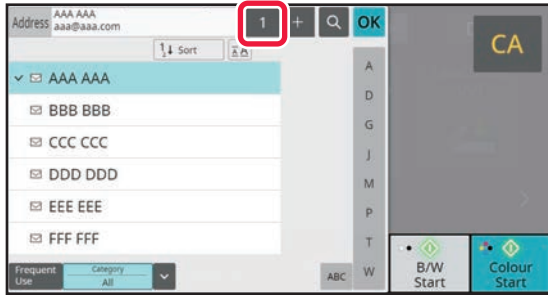 Address AAA AAA
aaa@aaa.com
1
+
OK
CA
Sort
AAA AAA
BBB BBB
CCC CCC
DDD DDD
EEE EEE
FFF FFF
A
D
G
J
M
P
T
W
Frequent
Use
Category
All
ABC
B/W
Start
Colour
Start